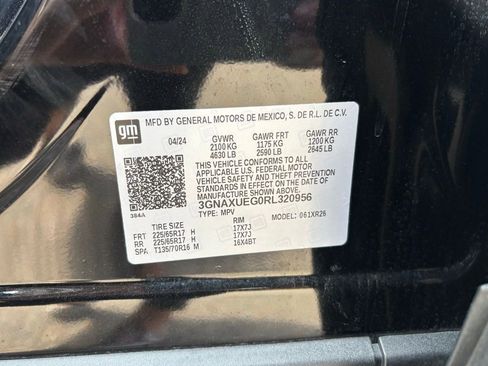 gm
MFD BY GENERAL MOTORS DE MEXICO, S. DE R.L. DE C.V.
04/24 GVWR GAWR FRT GAWR RR
2100 KG 1175 KG 1200 KG
4630 LB 2590 LB 2645 LB
THIS VEHICLE CONFORMS TO ALL
APPLICABLE U.S. FEDERAL MOTOR
VEHICLE SAFETY, BUMPER, AND THEFT
PREVENTION STANDARDS IN EFFECT ON
THE DATE OF MANUFACTURE SHOWN ABOVE.
3GNAXUEG0RL320956
384A TYPE: MPV MODEL: 061XR26
TIRE SIZE RIM
FRT 225/65R17 H 17X7J
RR 225/65R17 H 17X7J
SPA T135/70R16 M 16X4BT